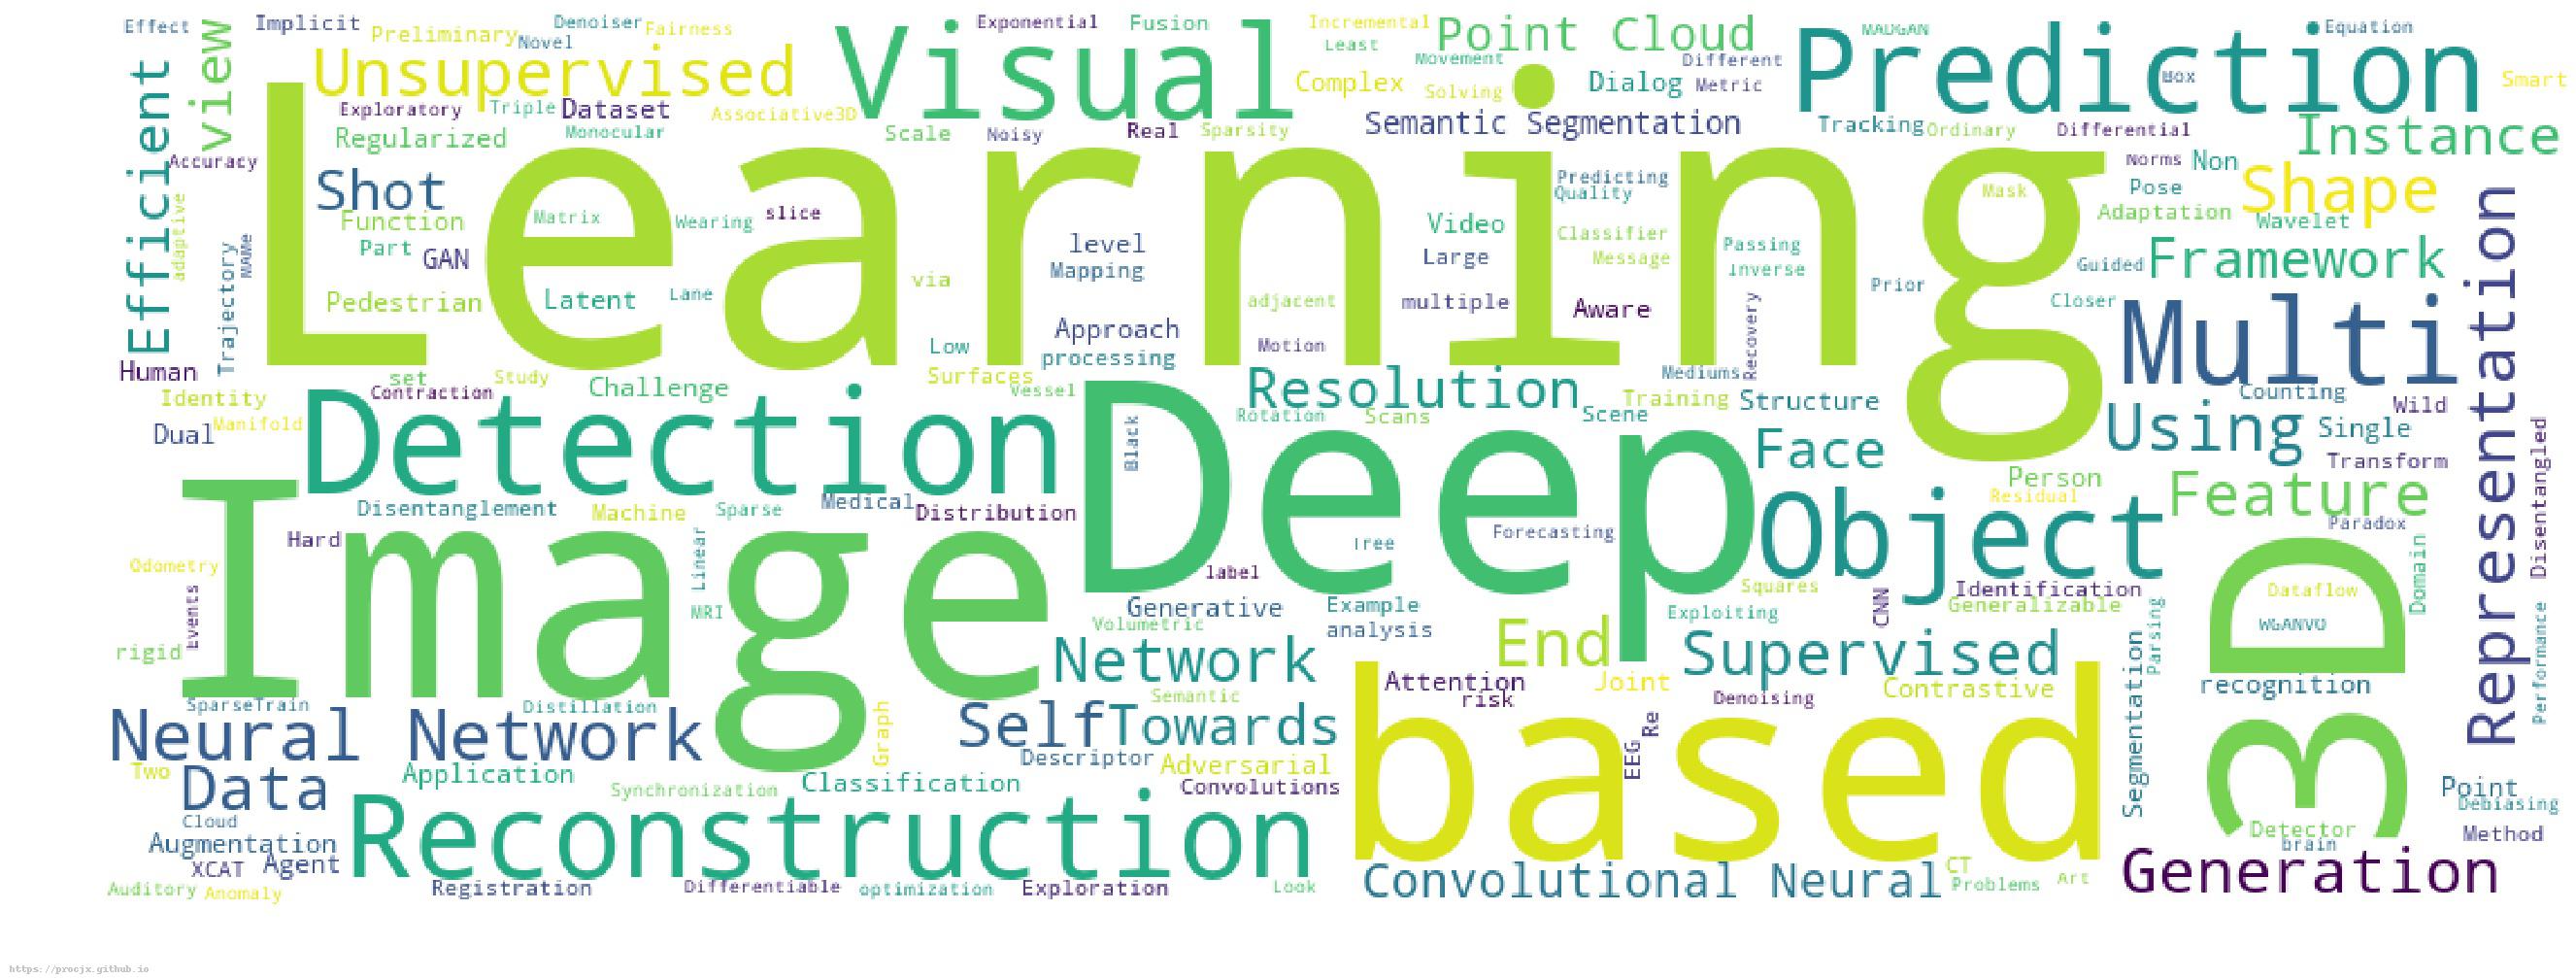 Effect
Implicit
Preliminary
Novel
Denoiser
Fairness
Exponential
Fusion
Incremental
Least
Point Cloud
MADGAN
Equation
view
Unsupervised
Visual
Movement
Different
Prediction
Box
Smart
Efficient
Exploratory
Triple
Dataset
Associative3D
Complex
Solving
Dialog
Metric
Regularized
Monocular
Scale
Noisy
Real
Sparsity
Semantic Segmentation
Tracking
Ordinary
Differential
Instance
Accuracy
Learning
Norms
Non
Shot
Predicting
Quality
Mask
Pose
Shape
adaptive
Function
Matrix
Wearing
slice
Video
Classifier
Adaptation
Wavelet
Representation
Trajectory
MAMe
Part
GAN
level
Mapping
Large
Message
Passing
Inverse
Guided
Framework
Pedestrian
Latent
Lane
via
adjacent
multiple
Aware
Recovery
Prior
Closer
Multi
Approach
processing
Low
Motion
Human
set
Study
Contraction
Challenge
Surfaces
Vessel
Resolution
Mediums
Identity
Manifold
Dual
Detection
Black
Deep
Rotation
Scans
Scene
Training
Structure
Counting
Wild
Using
Single
Face
Transform
Disentangled
Person
Residual
Feature
Disentanglement
Machine
Sparse
Medical
Distribution
Object
Paradox
Hard
Image
Linear
Forecasting
Tree
Odometry
label
Squares
Identification
3D
Domain
Dataflow
Events
MRI
Generative
Volumetric
Example
analysis
Exploiting
CNN
Generalizable
WGANVO
Parsing
Performance
rigid
Network
End
Supervised
Segmentation
recognition
SparseTrain
Distillation
Semantic
Attention
risk
Joint
Denoising
Contrastive
Neural Network
Graph
Self
Towards
based
Re
EEG
Two
Data
Application
Synchronization
Classification
Descriptor
Adversarial
Convolutions
Point
Debiasing
Cloud
Augmentation
Reconstruction
Detector
brain
Method
XCAT
Agent
Auditory
Anomaly
Registration
Differentiable
optimization
Exploration
Look
Convolutional Neural
CT
Problems
Art
Generation
https://procjx.github.io